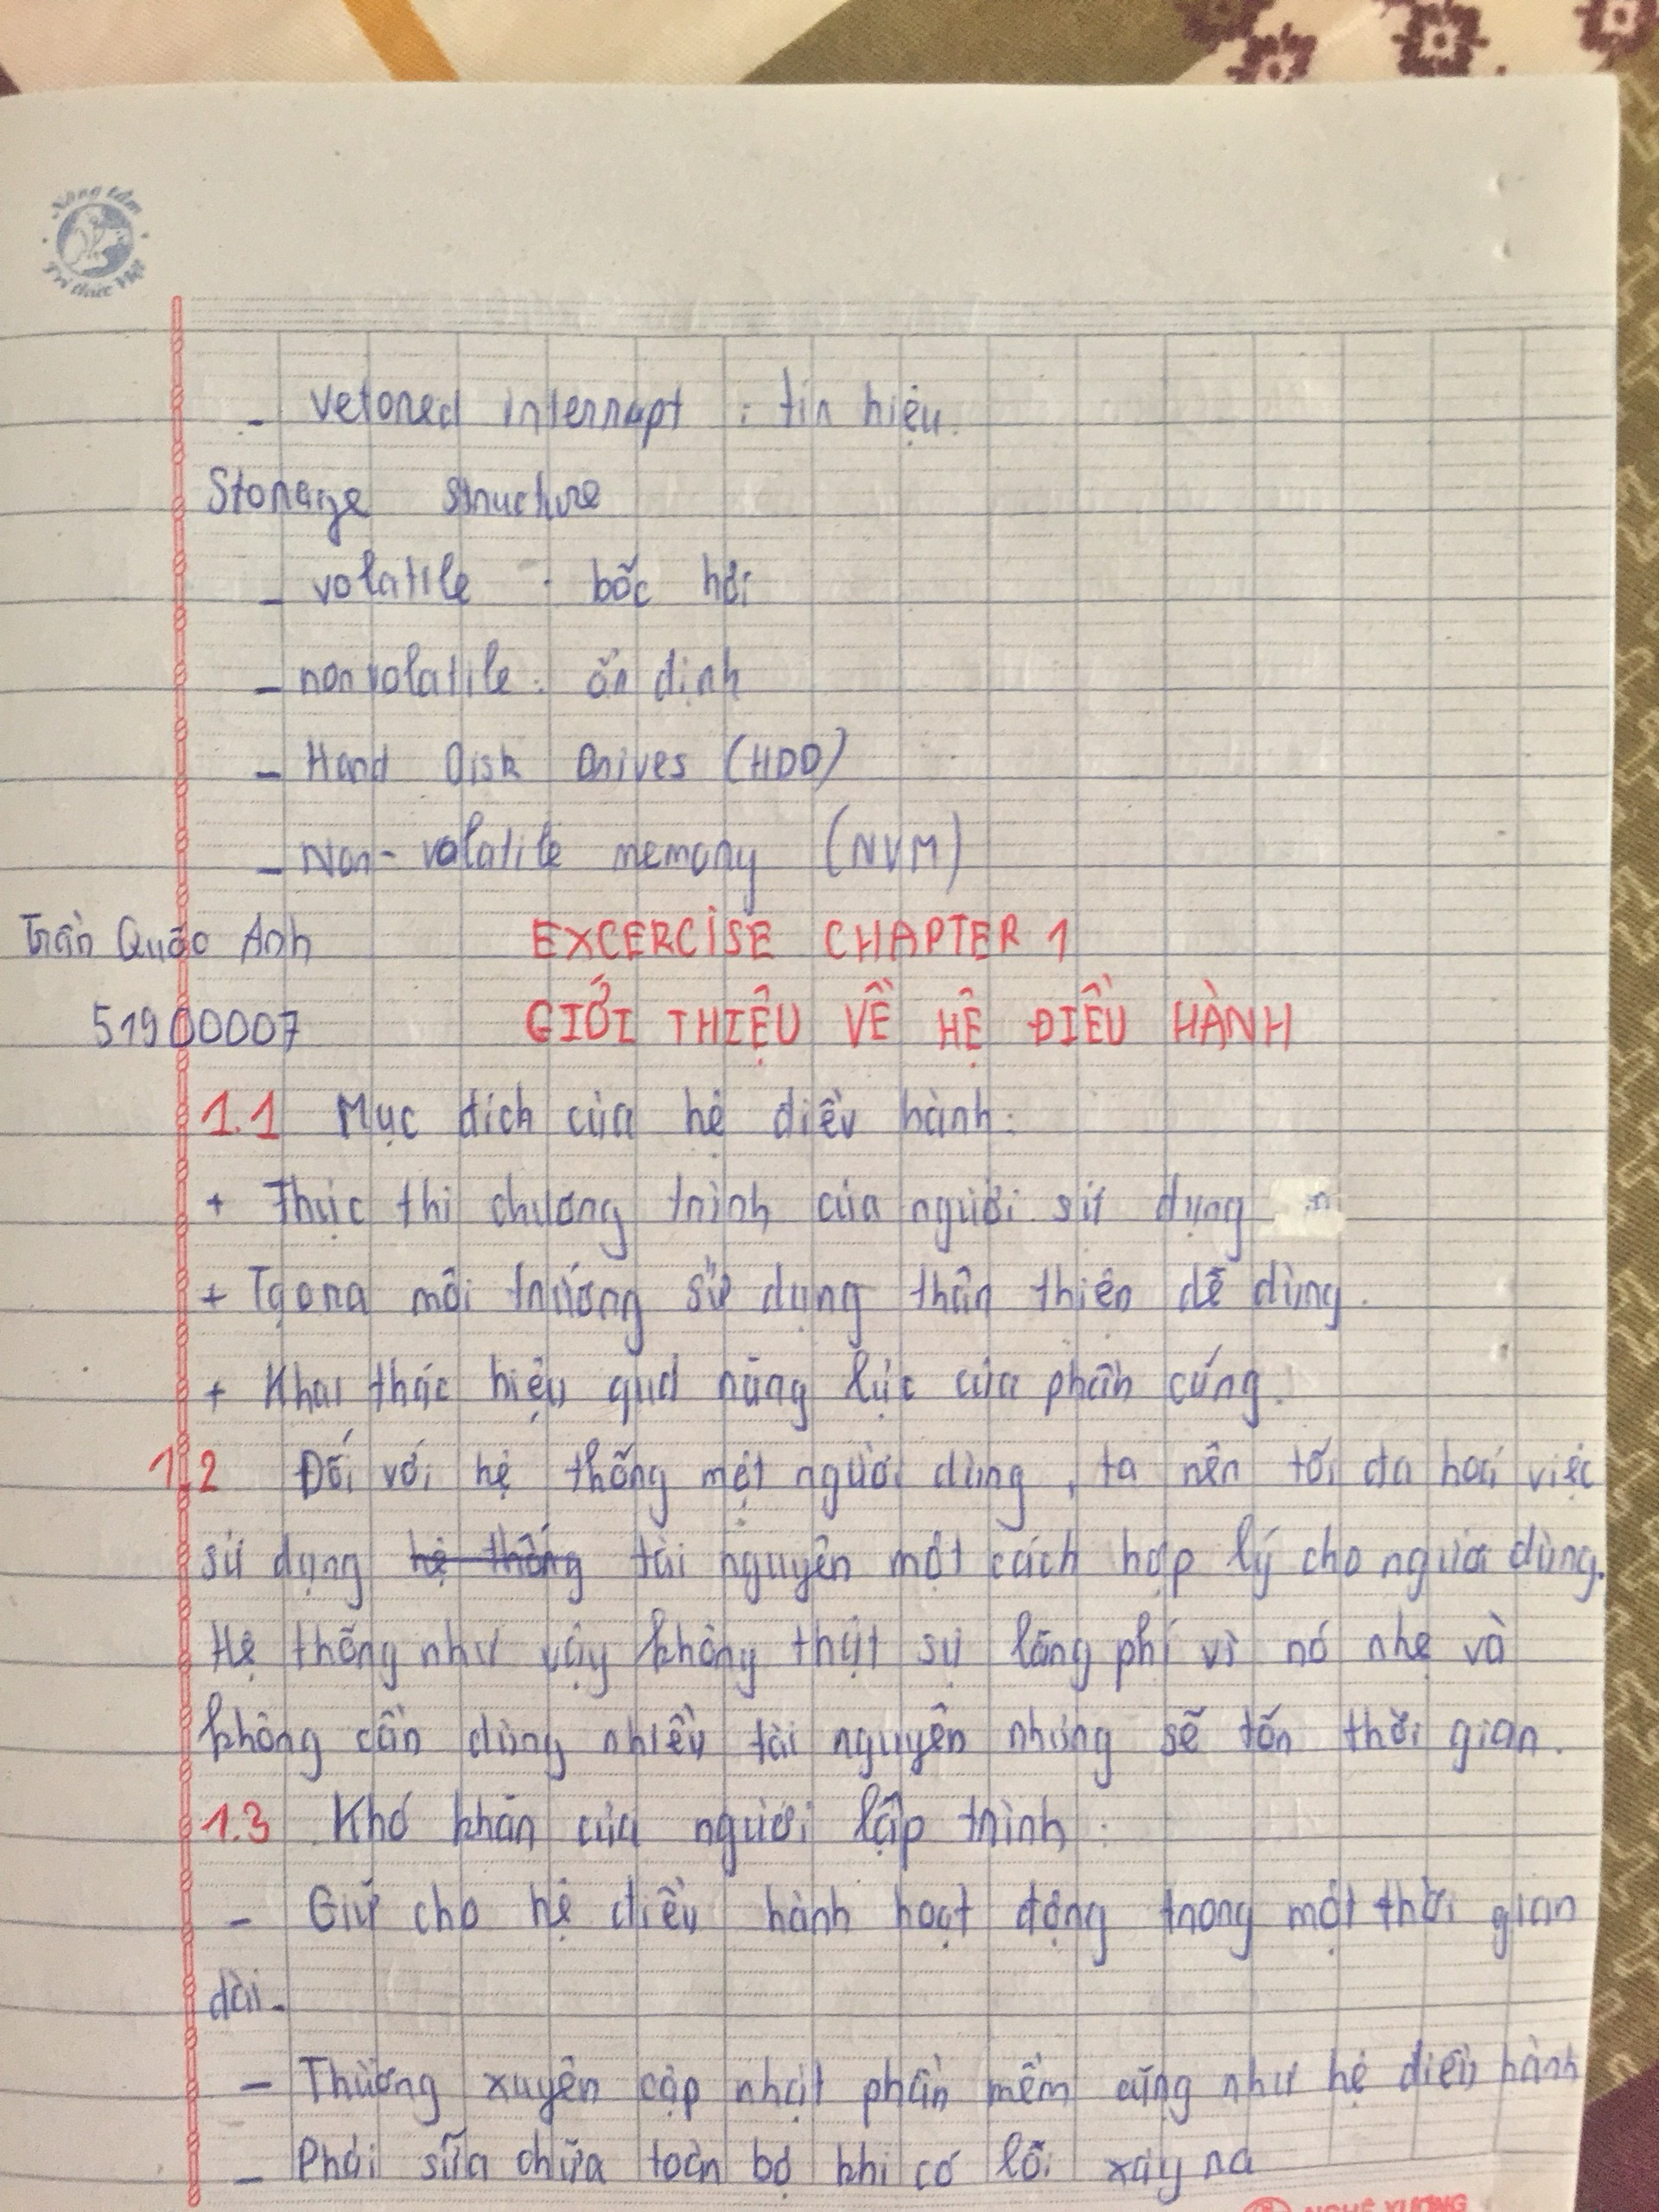 Nâng tầm
Tri thức Việt
- vetored interrupt : tín hiệu.
Storage structure
- volatile : bốc hơi
- nonvolatile : ổn định
- Hard Disk Drives (HDD)
- Non-volatile memory (NVM)
Trần Quốc Anh EXCERCISE CHAPTER 1
51900007 GIỚI THIỆU VỀ HỆ ĐIỀU HÀNH
1.1 Mục đích của hệ điều hành:
+ Thực thi chương trình của người sử dụng
+ Tạo ra môi trường sử dụng thân thiện dễ dùng.
+ Khai thác hiệu quả năng lực của phần cứng.
1.2 Đối với hệ thống một người dùng, ta nên tối đa hoá việc
sử dụng hệ thống tài nguyên một cách hợp lý cho người dùng.
Hệ thống như vậy không thật sự lãng phí vì nó nhẹ và
không cần dùng nhiều tài nguyên nhưng sẽ tốn thời gian.
1.3 Khó khăn của người lập trình:
- Giữ cho hệ điều hành hoạt động trong một thời gian
dài.
- Thường xuyên cập nhật phần mềm cũng như hệ điều hành
- Phải sữa chữa toàn bộ khi có lỗi xảy ra